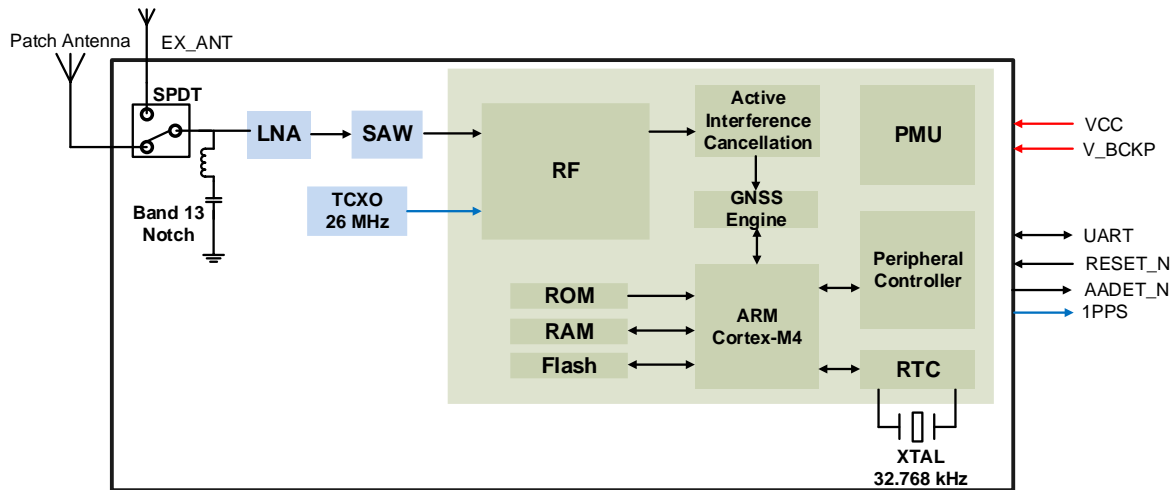 Patch Antenna
EX_ANT
SPDT
LNA
SAW
Band 13
Notch
TCXO
26 MHz
RF
Active
Interference
Cancellation
GNSS
Engine
PMU
Peripheral
Controller
ROM
RAM
Flash
ARM
Cortex-M4
RTC
XTAL
32.768 kHz
VCC
V_BCKP
UART
RESET_N
AADET_N
1PPS